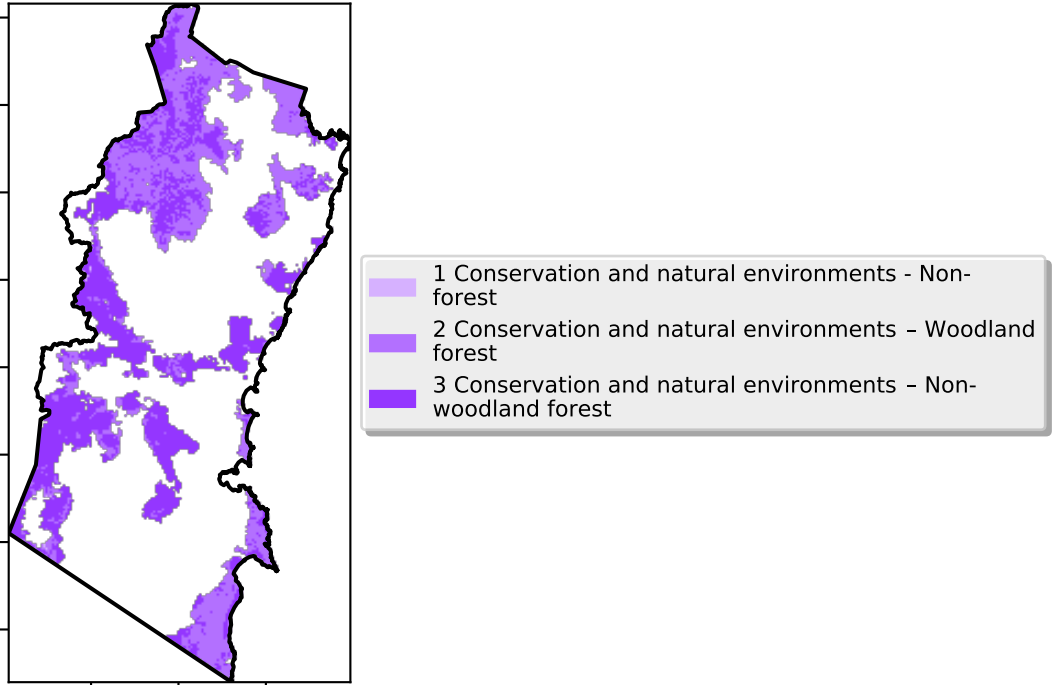 1 Conservation and natural environments - Non-
forest
2 Conservation and natural environments – Woodland
forest
3 Conservation and natural environments – Non-
woodland forest